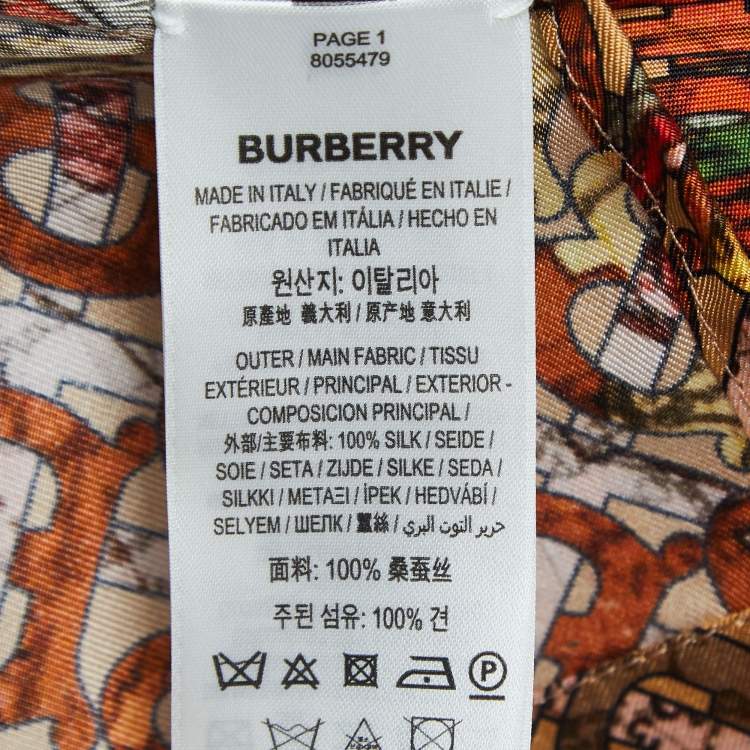 PAGE 1
8055479
BURBERRY
MADE IN ITALY / FABRIQUÉ EN ITALIE /
FABRICADO EM ITÁLIA / HECHO EN
ITALIA
원산지: 이탈리아
原產地 義大利 / 原产地 意大利
OUTER / MAIN FABRIC / TISSU
EXTÉRIEUR / PRINCIPAL / EXTERIOR -
COMPOSICION PRINCIPAL /
外部/主要布料: 100% SILK / SEIDE /
SOIE / SETA / ZIJDE / SILKE / SEDA /
SILKKI / ΜΕΤΑΞΙ / İPEK / HEDVÁBÍ /
SELYEM / ШЕЛК / 蠶絲 / حرير التوت البري
面料: 100% 桑蚕丝
주된 섬유: 100% 견
P